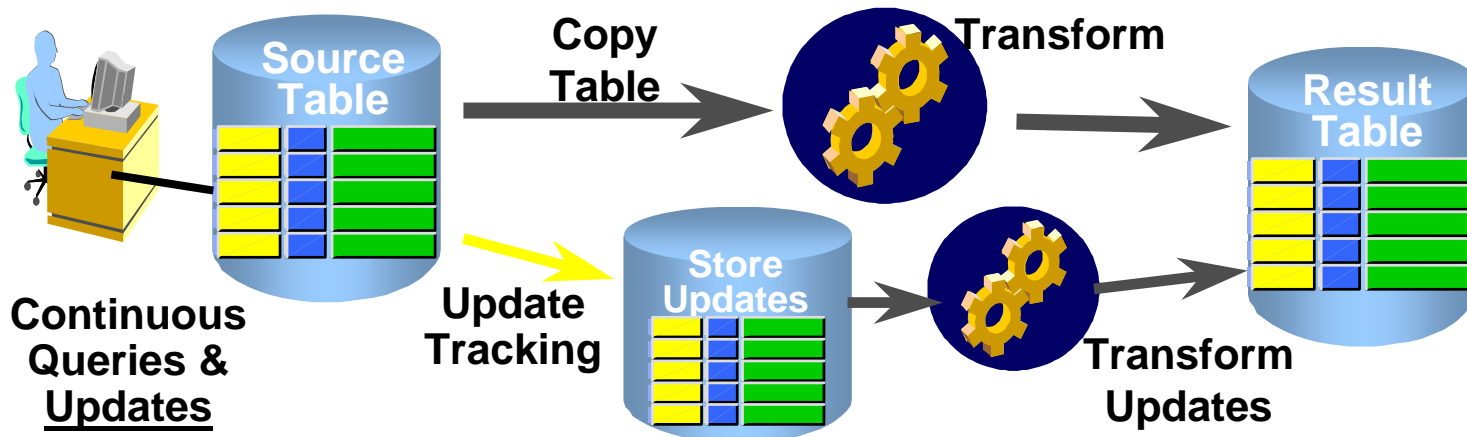 Source
Table
Copy
Table
Transform
Result
Table
Continuous
Queries &
Updates
Update
Tracking
Store
Updates
Transform
Updates